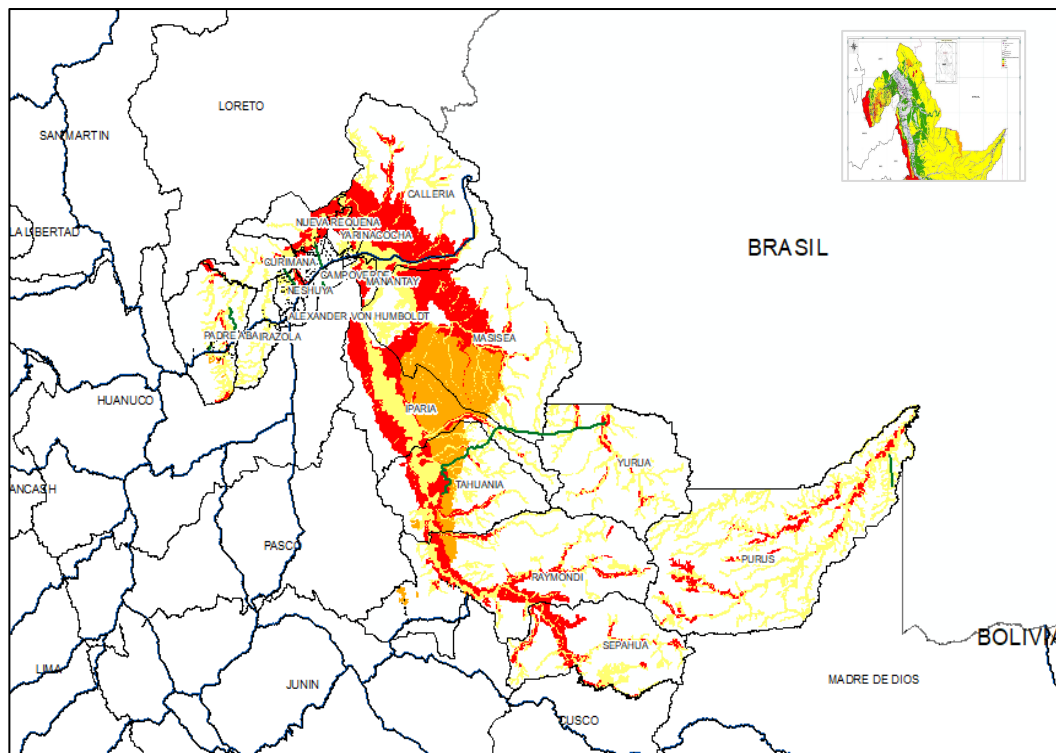 LORETO
SAN MARTIN
CALLERIA
NUEVA REQUENA
LA LIBERTAD
YARINACOCHA
BRASIL
CURIMANA
CAMPOVERDE
MANANTAY
NESHUYA
ALEXANDER VON HUMBOLDT
PADRE ABA
IRAZOLA
MASISEA
HUANUCO
IPARIA
YURUA
ANCASH
TAHUANIA
PASCO
PURUS
RAYMONDI
BOLIVIA
SEPAHUA
LIMA
JUNIN
MADRE DE DIOS
CUSCO